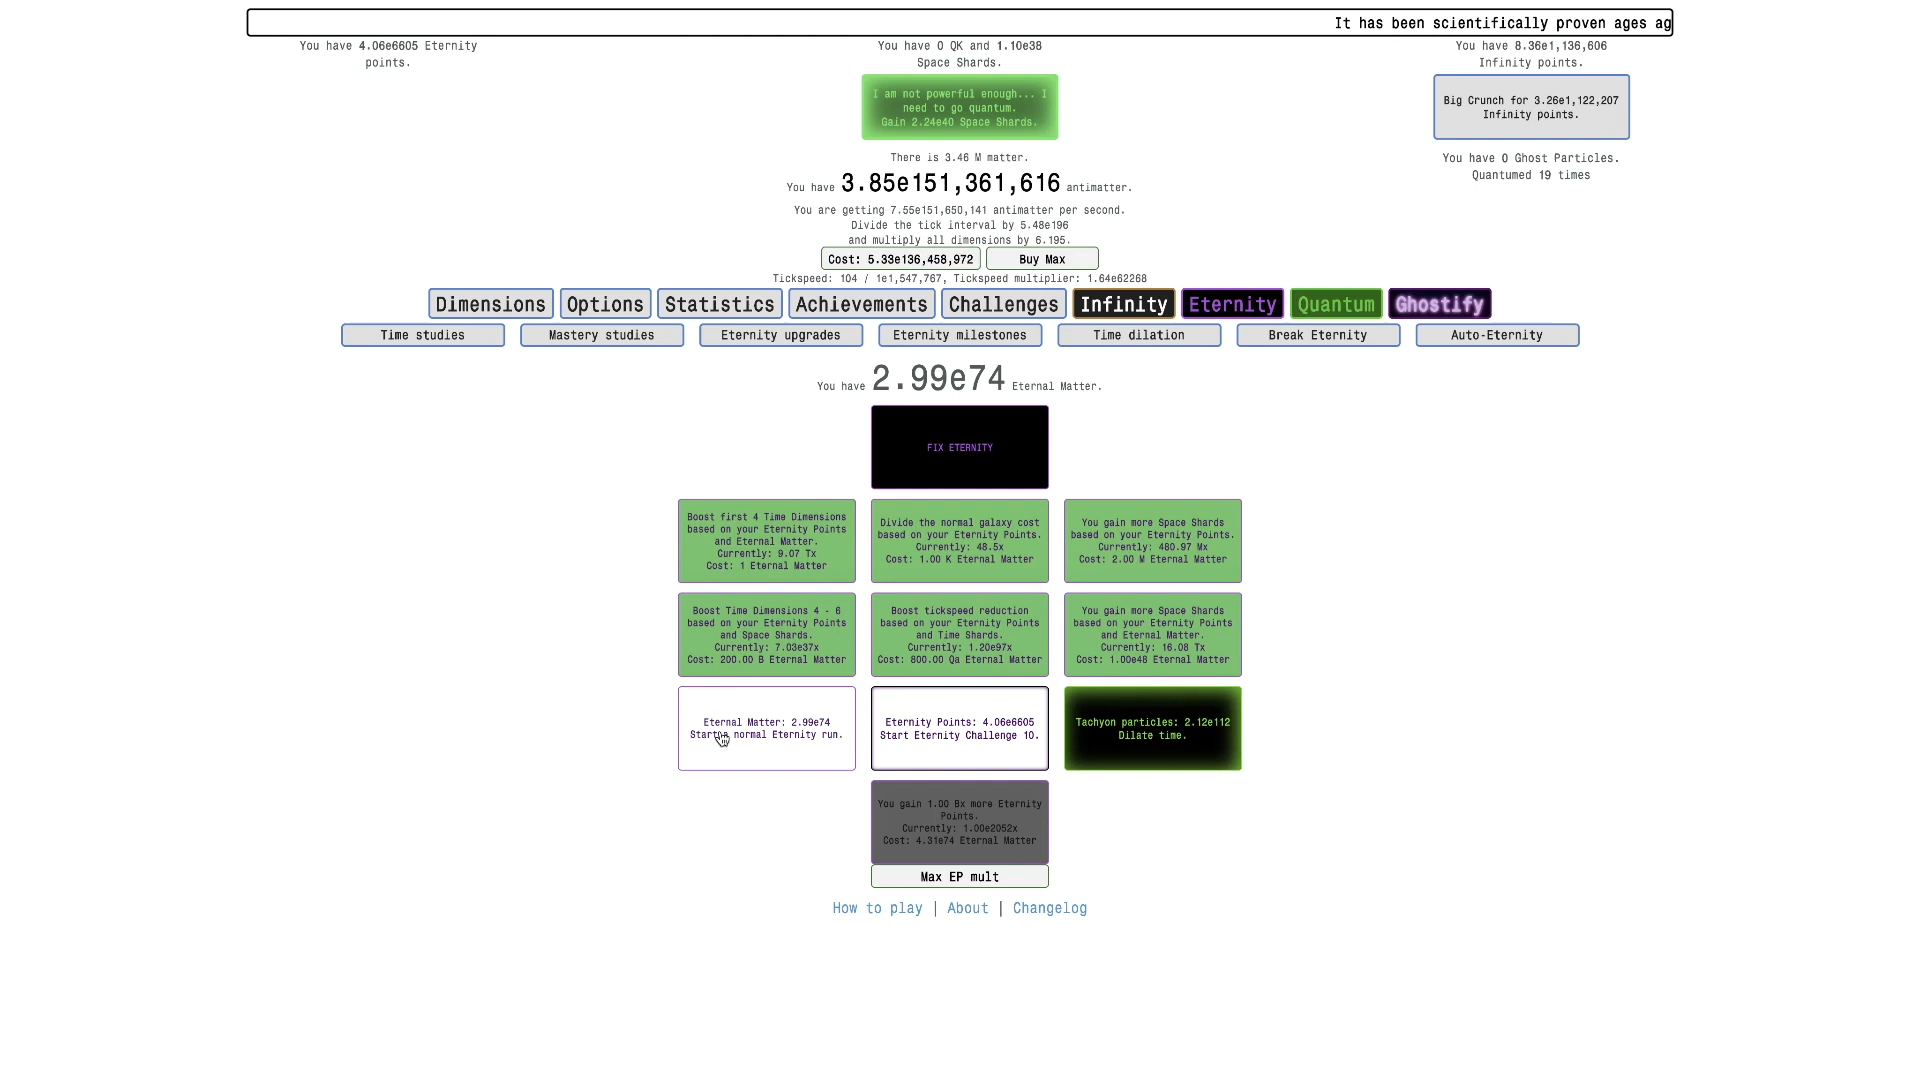 It has been scientifically proven ages ag
You have 4.06e6605 Eternity
points.
You have 0 QK and 1.10e38
Space Shards.
You have 8.36e1,136,606
Infinity points.
I am not powerful enough... I
need to go quantum.
Gain 2.24e40 Space Shards.
Big Crunch for 3.26e1,122,207
Infinity points.
There is 3.46 M matter.
You have 0 Ghost Particles.
Quantumed 19 times
You have 3.85e151,361,616 antimatter.
You are getting 7.55e151,650,141 antimatter per second.
Divide the tick interval by 5.48e196
and multiply all dimensions by 6.195.
Cost: 5.33e136,458,972
Buy Max
Tickspeed: 104 / 1e1,547,767, Tickspeed multiplier: 1.64e62268
Dimensions
Options
Statistics
Achievements
Challenges
Infinity
Eternity
Quantum
Ghostify
Time studies
Mastery studies
Eternity upgrades
Eternity milestones
Time dilation
Break Eternity
Auto-Eternity
You have 2.99e74 Eternal Matter.
FIX ETERNITY
Boost first 4 Time Dimensions
based on your Eternity Points
and Eternal Matter.
Currently: 9.07 Tx
Cost: 1 Eternal Matter
Divide the normal galaxy cost
based on your Eternity Points.
Currently: 48.5x
Cost: 1.00 K Eternal Matter
You gain more Space Shards
based on your Eternity Points.
Currently: 480.97 Mx
Cost: 2.00 M Eternal Matter
Boost Time Dimensions 4 - 6
based on your Eternity Points
and Space Shards.
Currently: 7.03e37x
Cost: 200.00 B Eternal Matter
Boost tickspeed reduction
based on your Eternity Points
and Time Shards.
Currently: 1.20e97x
Cost: 800.00 Qa Eternal Matter
You gain more Space Shards
based on your Eternity Points
and Eternal Matter.
Currently: 16.08 Tx
Cost: 1.00e48 Eternal Matter
Eternal Matter: 2.99e74
Start a normal Eternity run.
Eternity Points: 4.06e6605
Start Eternity Challenge 10.
Tachyon particles: 2.12e112
Dilate time.
You gain 1.00 Bx more Eternity
Points.
Currently: 1.00e2052x
Cost: 4.31e74 Eternal Matter
Max EP mult
How to play | About | Changelog